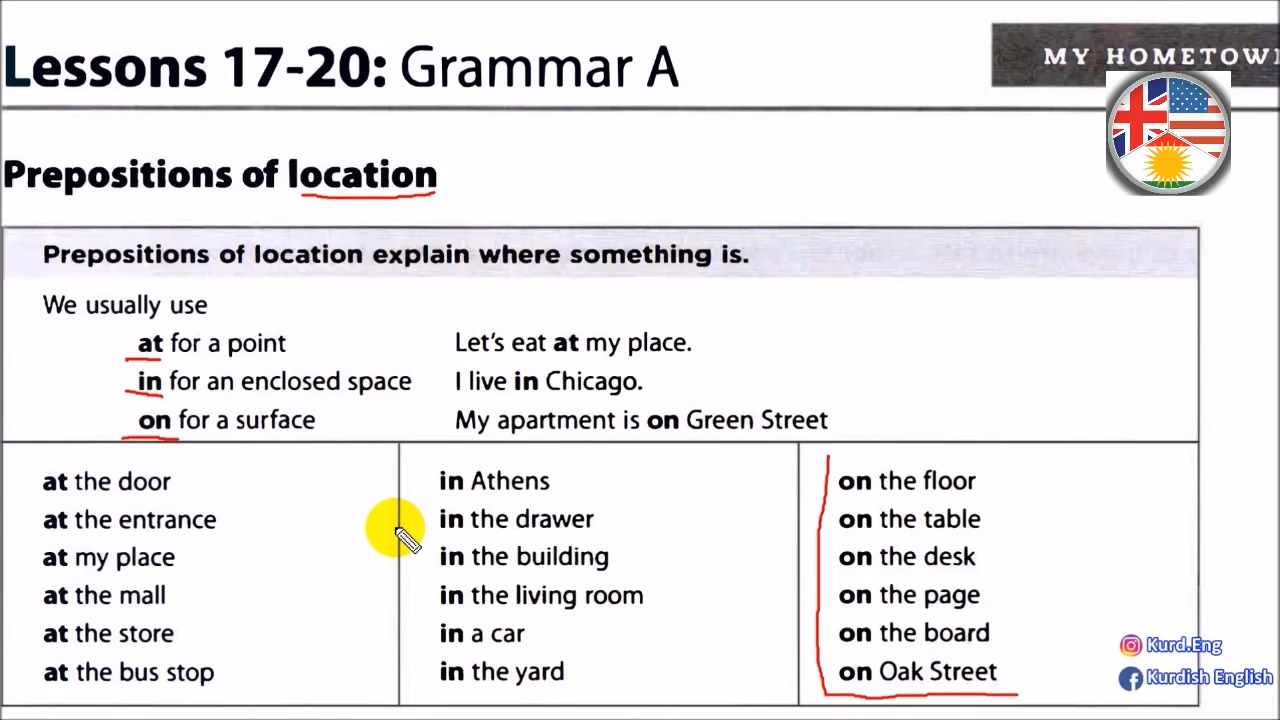 Lessons 17-20: Grammar A
MY HOMETOW
Prepositions of location
Prepositions of location explain where something is.
We usually use
at for a point
Let's eat at my place.
in for an enclosed space
I live in Chicago.
on for a surface
My apartment is on Green Street
at the door
at the entrance
at my place
at the mall
at the store
at the bus stop
in Athens
in the drawer
in the building
in the living room
in a car
in the yard
on the floor
on the table
on the desk
on the page
on the board
on Oak Street
Kurd.Eng
Kurdish English